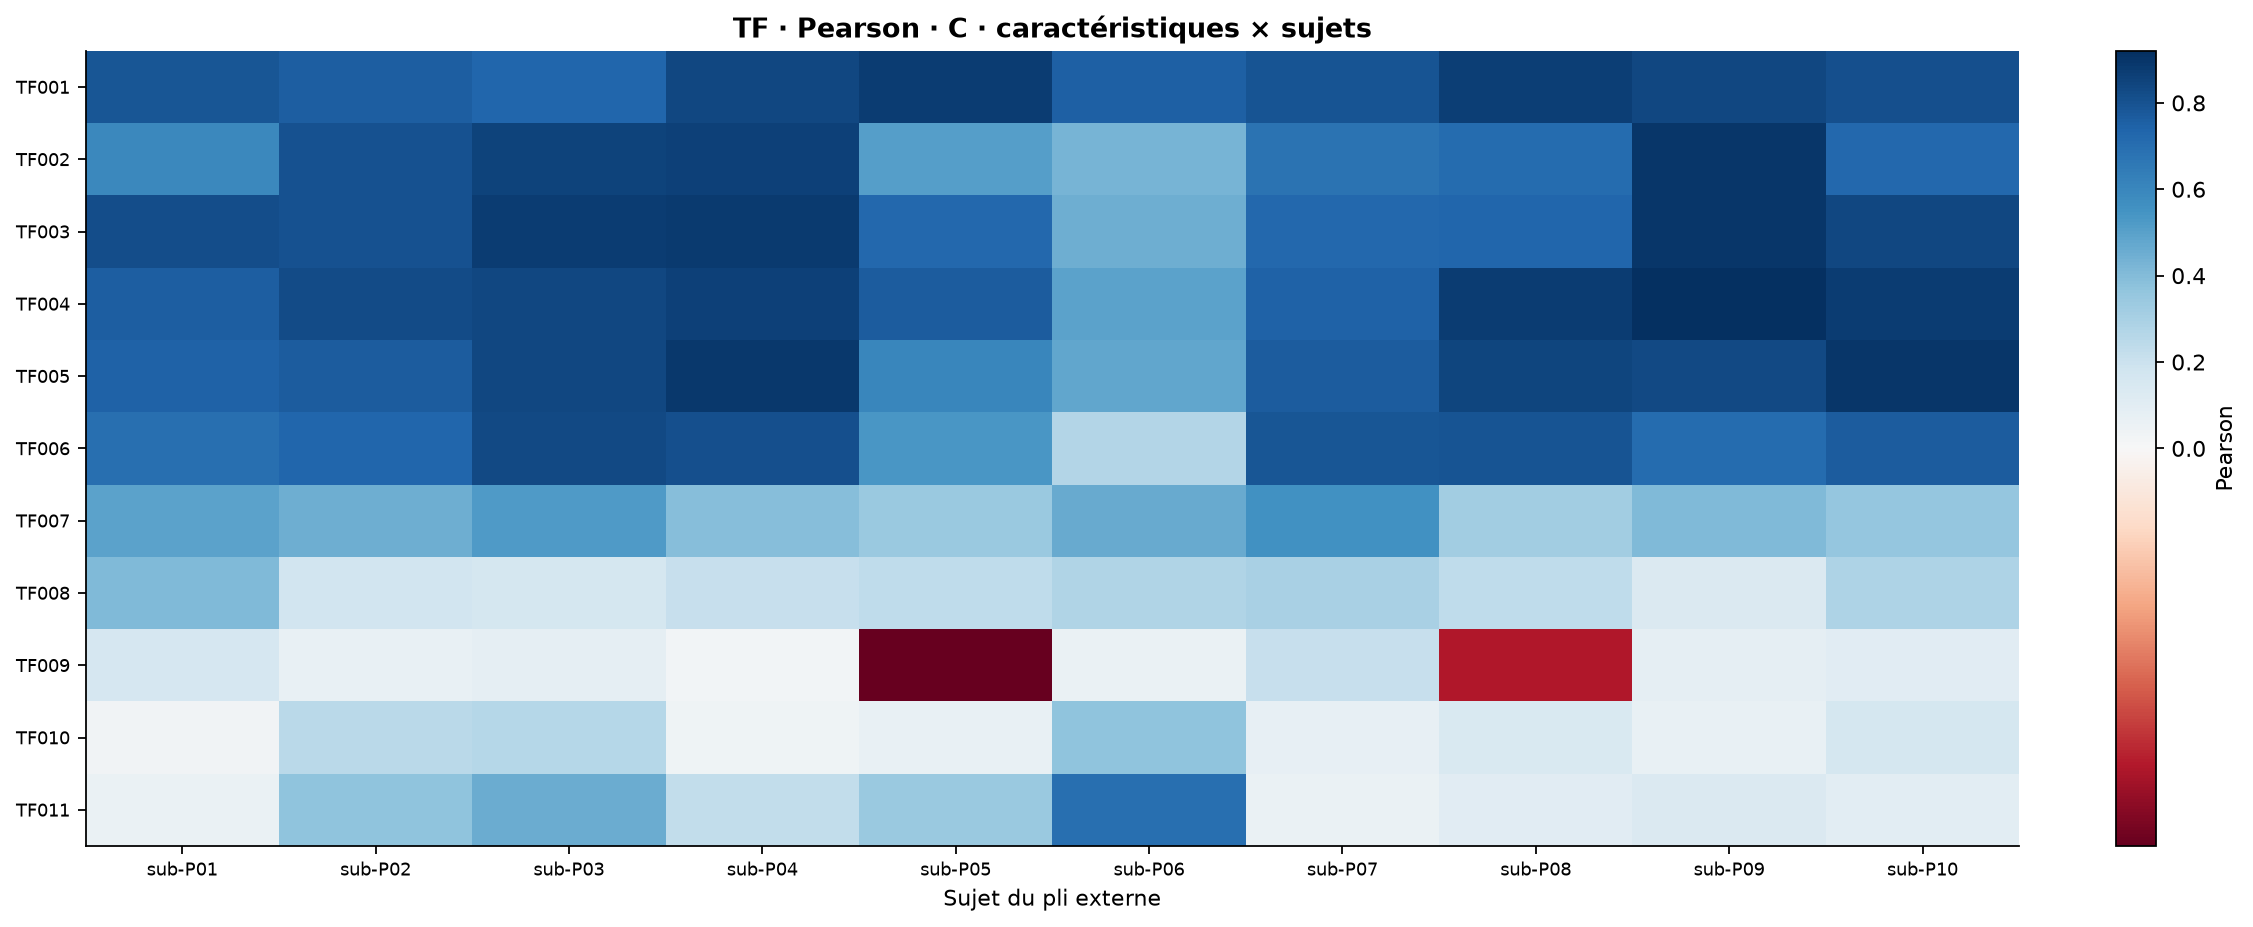 TF · Pearson · C · caractéristiques × sujets
TF001
TF002
TF003
TF004
TF005
TF006
TF007
TF008
TF009
TF010
TF011
sub-P01 sub-P02 sub-P03 sub-P04 sub-P05 sub-P06 sub-P07 sub-P08 sub-P09 sub-P10
Sujet du pli externe
0.8
0.6
0.4
0.2
0.0
Pearson